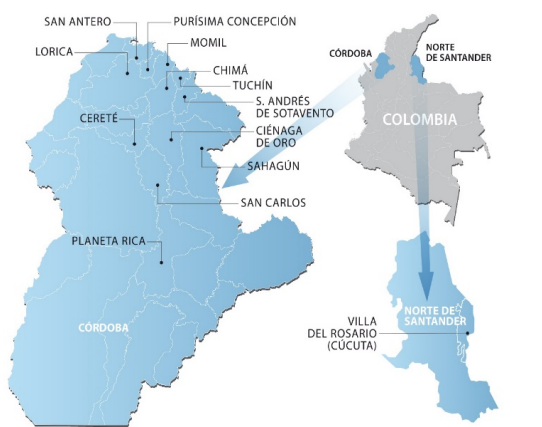 SAN ANTERO
PURÍSIMA CONCEPCIÓN
MOMIL
LORICA
CHIMÁ
TUCHÍN
S. ANDRÉS
DE SOTAVENTO
CERETÉ
CIÉNAGA
DE ORO
SAHAGÚN
SAN CARLOS
PLANETA RICA
CÓRDOBA
CÓRDOBA
NORTE
DE SANTANDER
COLOMBIA
NORTE DE
SANTANDER
VILLA
DEL ROSARIO
(CÚCUTA)